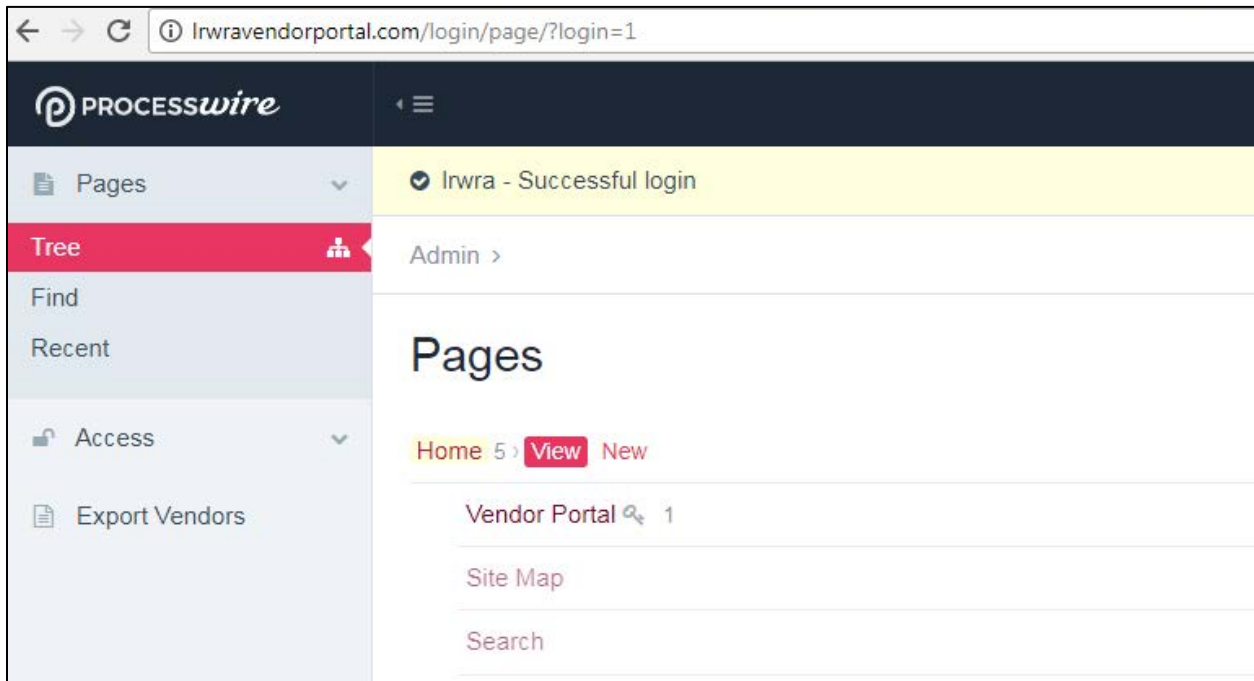 lrwravendorportal.com/login/page/?login=1
PROCESSwire
Pages
lrwra - Successful login
Tree
Admin >
Find
Recent
Pages
Access
Home 5 › View New
Export Vendors
Vendor Portal 1
Site Map
Search